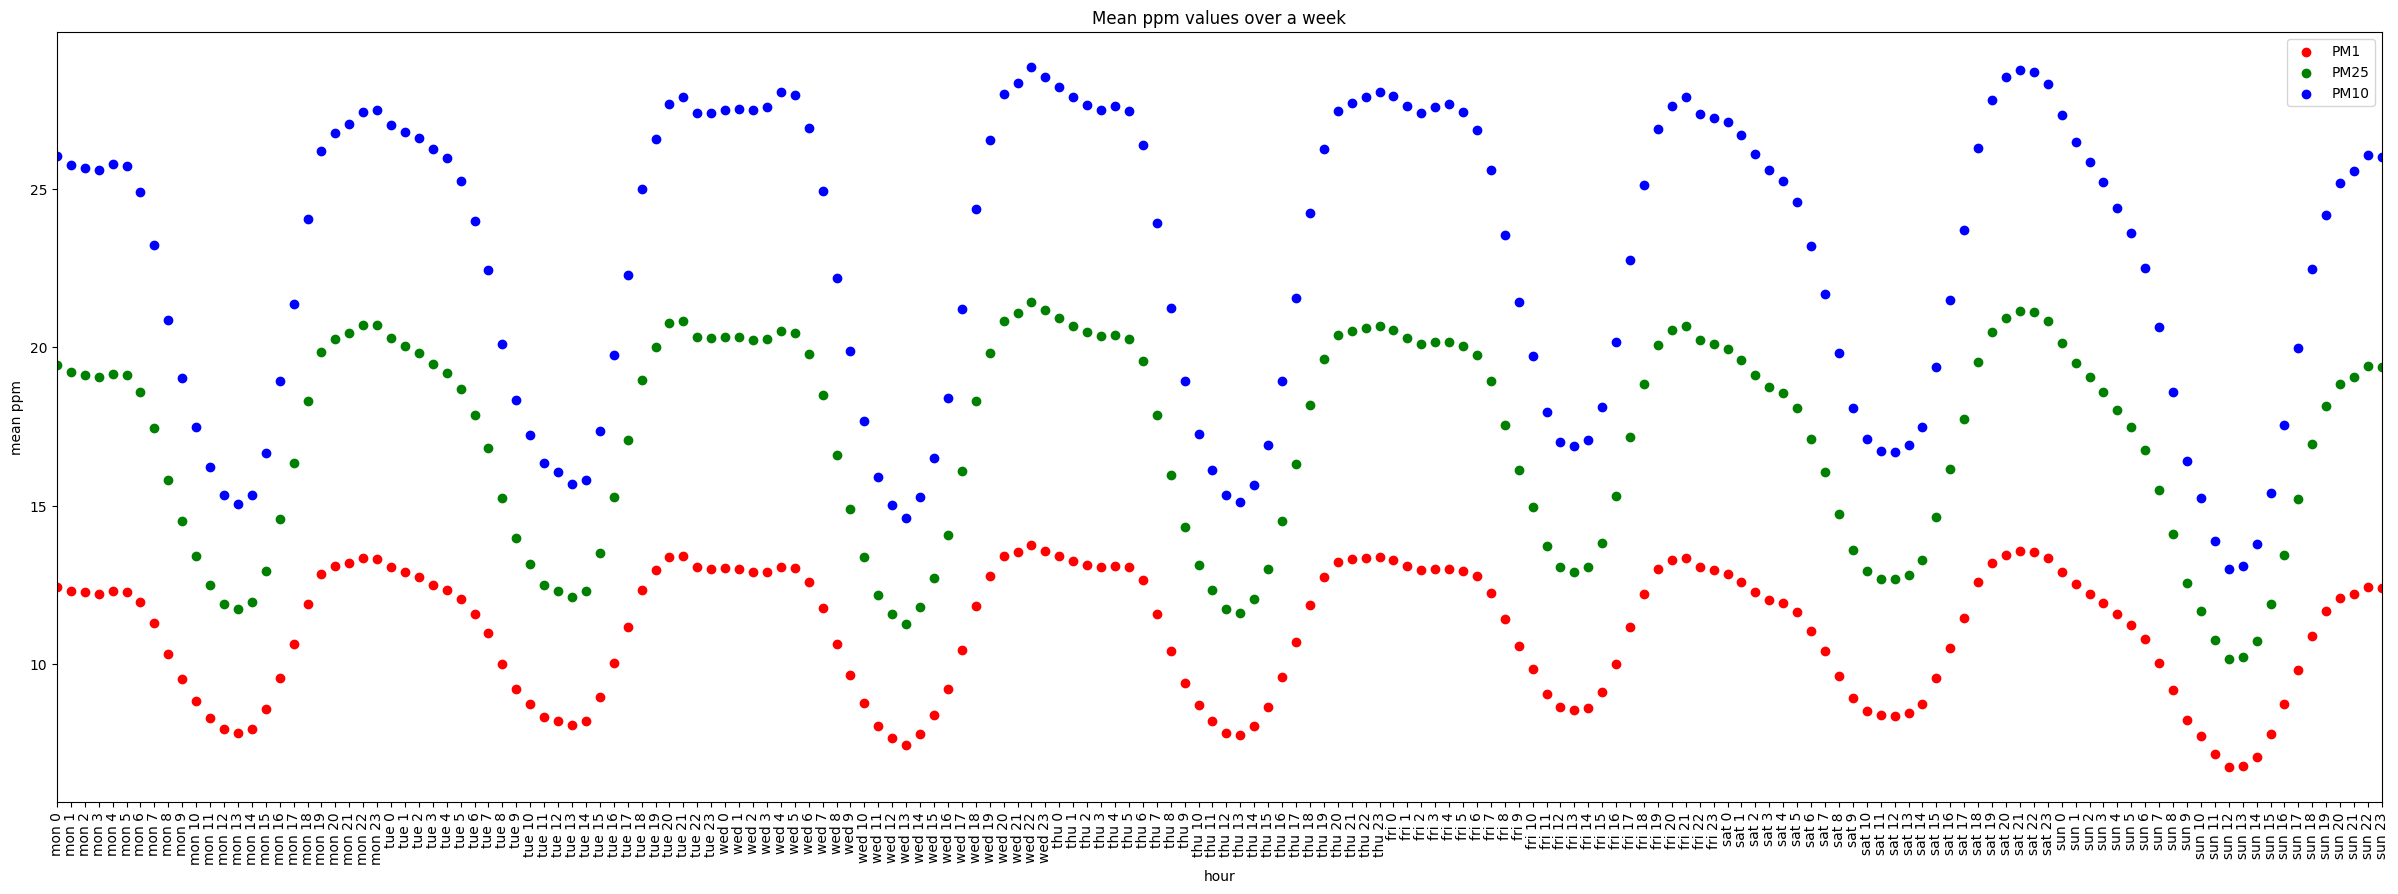 Mean ppm values over a week
PM1
PM25
PM10
mean ppm
25
20
15
10
mon 0
mon 1
mon 2
mon 3
mon 4
mon 5
mon 6
mon 7
mon 8
mon 9
mon 10
mon 11
mon 12
mon 13
mon 14
mon 15
mon 16
mon 17
mon 18
mon 19
mon 20
mon 21
mon 22
mon 23
tue 0
tue 1
tue 2
tue 3
tue 4
tue 5
tue 6
tue 7
tue 8
tue 9
tue 10
tue 11
tue 12
tue 13
tue 14
tue 15
tue 16
tue 17
tue 18
tue 19
tue 20
tue 21
tue 22
tue 23
wed 0
wed 1
wed 2
wed 3
wed 4
wed 5
wed 6
wed 7
wed 8
wed 9
wed 10
wed 11
wed 12
wed 13
wed 14
wed 15
wed 16
wed 17
wed 18
wed 19
wed 20
wed 21
wed 22
wed 23
thu 0
thu 1
thu 2
thu 3
thu 4
thu 5
thu 6
thu 7
thu 8
thu 9
thu 10
thu 11
thu 12
thu 13
thu 14
thu 15
thu 16
thu 17
thu 18
thu 19
thu 20
thu 21
thu 22
thu 23
fri 0
fri 1
fri 2
fri 3
fri 4
fri 5
fri 6
fri 7
fri 8
fri 9
fri 10
fri 11
fri 12
fri 13
fri 14
fri 15
fri 16
fri 17
fri 18
fri 19
fri 20
fri 21
fri 22
fri 23
sat 0
sat 1
sat 2
sat 3
sat 4
sat 5
sat 6
sat 7
sat 8
sat 9
sat 10
sat 11
sat 12
sat 13
sat 14
sat 15
sat 16
sat 17
sat 18
sat 19
sat 20
sat 21
sat 22
sat 23
sun 0
sun 1
sun 2
sun 3
sun 4
sun 5
sun 6
sun 7
sun 8
sun 9
sun 10
sun 11
sun 12
sun 13
sun 14
sun 15
sun 16
sun 17
sun 18
sun 19
sun 20
sun 21
sun 22
sun 23
hour